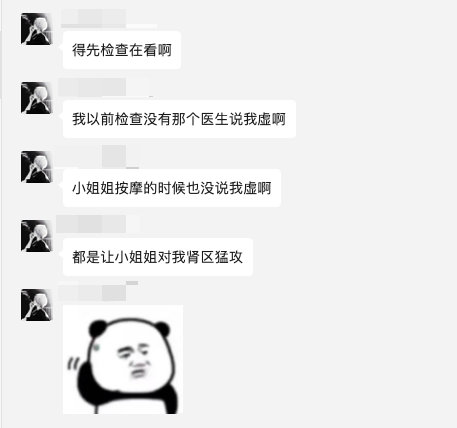 得先检查在看啊
我以前检查没有那个医生说我虚啊
小姐姐按摩的时候也没说我虚啊
都是让小姐姐对我肾区猛攻